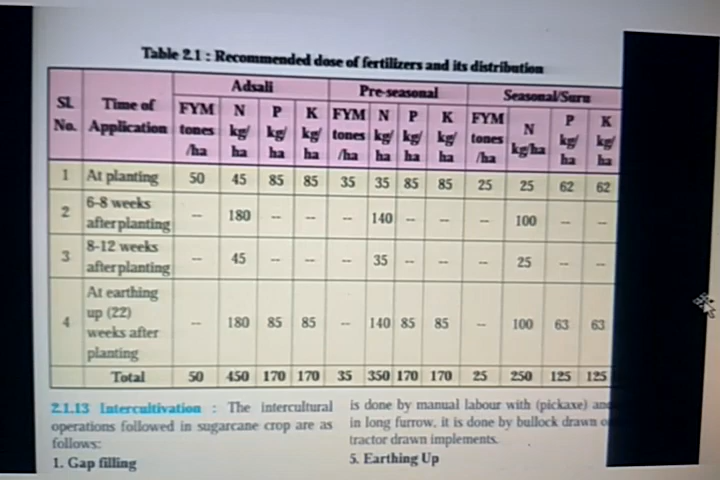 Table 2.1 : Recommended dose of fertilizers and its distribution
Sl. No. Time of Application Adsali Pre-seasonal Seasonal/Suru
FYM tones /ha N kg/ ha P kg/ ha K kg/ ha FYM tones /ha N kg/ ha P kg/ ha K kg/ ha FYM tones /ha N kg/ha P kg/ ha K kg/ ha
1 At planting 50 45 85 85 35 35 85 85 25 25 62 62
2 6-8 weeks after planting -- 180 -- -- -- 140 -- -- -- 100 -- --
3 8-12 weeks after planting -- 45 -- -- -- 35 -- -- -- 25 -- --
4 At earthing up (22) weeks after planting -- 180 85 85 -- 140 85 85 -- 100 63 63
Total 50 450 170 170 35 350 170 170 25 250 125 125
2.1.13 Intercultivation : The intercultural
operations followed in sugarcane crop are as
follows:
1. Gap filling
is done by manual labour with (pickaxe) and
in long furrow, it is done by bullock drawn
tractor drawn implements.
5. Earthing Up